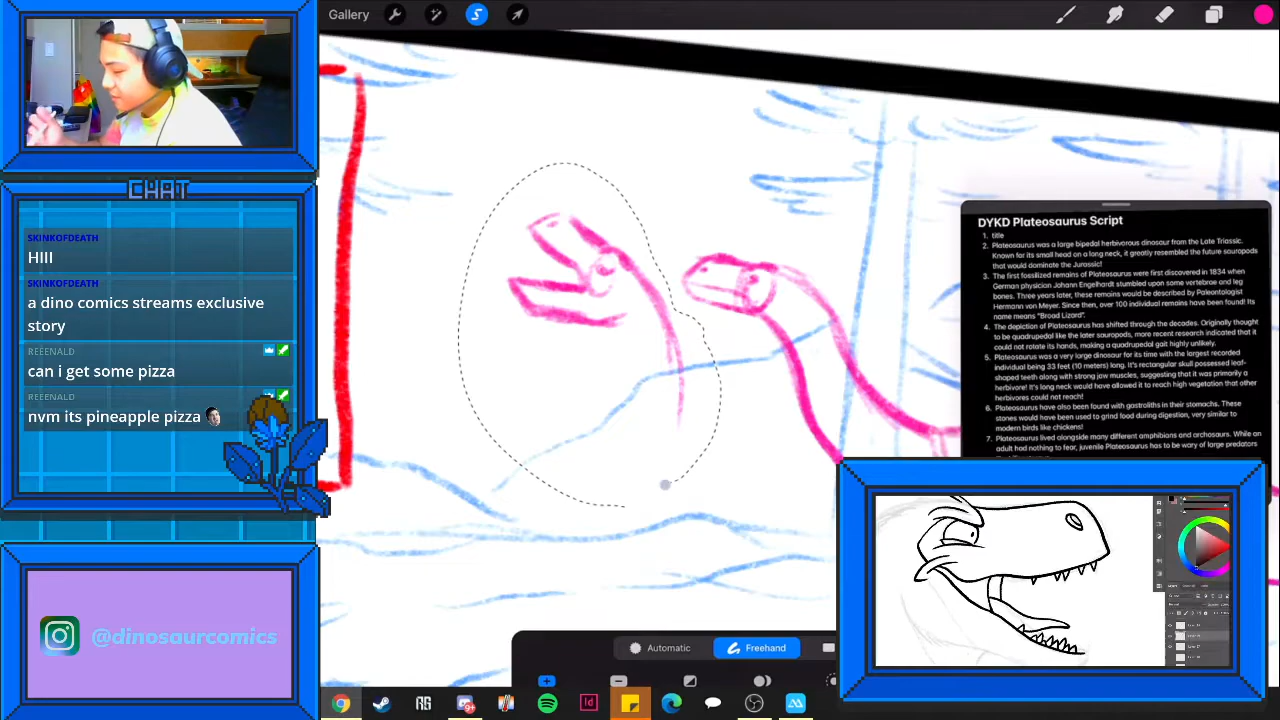 Gallery
CHAT
SKINKOFDEATH
HIII
SKINKOFDEATH
a dino comics streams exclusive
story
REEENALD
can i get some pizza
REEENALD
nvm its pineapple pizza
@dinosaurcomics
DYKD Plateosaurus Script
1. title
2. Plateosaurus was a large bipedal herbivorous dinosaur from the Late Triassic.
Known for its small head on a long neck, it greatly resembled the future sauropods
that would dominate the Jurassic!
3. The first fossilized remains of Plateosaurus were first discovered in 1834 when
German physician Johann Engelhardt stumbled upon some vertebrae and leg
bones. Three years later, these remains would be described by Paleontologist
Hermann von Meyer. Since then, over 100 individual remains have been found! Its
name means "Broad Lizard".
4. The depiction of Plateosaurus has shifted through the decades. Originally thought
to be quadrupedal like the later sauropods, more recent research indicated that it
could not rotate its hands, making a quadrupedal gait highly unlikely.
5. Plateosaurus was a very large dinosaur for its time with the largest recorded
individual being 33 feet (10 meters) long. It's rectangular skull possessed leaf-
shaped teeth along with strong jaw muscles, suggesting that it was primarily a
herbivore! It's long neck would have allowed it to reach high vegetation that other
herbivores could not reach!
6. Plateosaurus have also been found with gastroliths in their stomachs. These
stones would have been used to grind food during digestion, very similar to
modern birds like chickens!
7. Plateosaurus lived alongside many different amphibians and archosaurs. While an
adult had nothing to fear, juvenile Plateosaurus has to be wary of large predators
Automatic
Freehand
Id